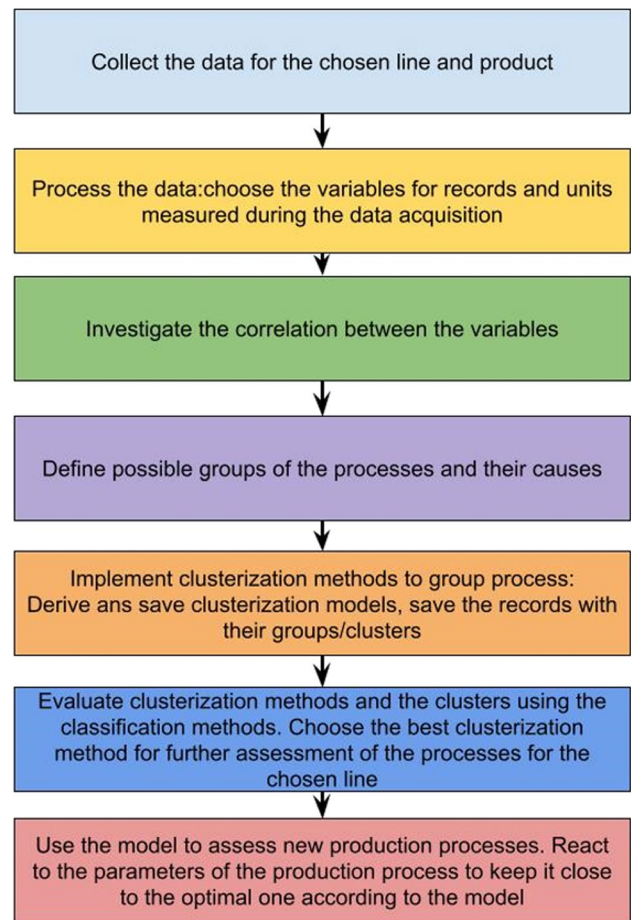 Collect the data for the chosen line and product
Process the data:choose the variables for records and units
measured during the data acquisition
Investigate the correlation between the variables
Define possible groups of the processes and their causes
Implement clusterization methods to group process:
Derive ans save clusterization models, save the records with
their groups/clusters
Evaluate clusterization methods and the clusters using the
classification methods. Choose the best clusterization
method for further assessment of the processes for the
chosen line
Use the model to assess new production processes. React
to the parameters of the production process to keep it close
to the optimal one according to the model